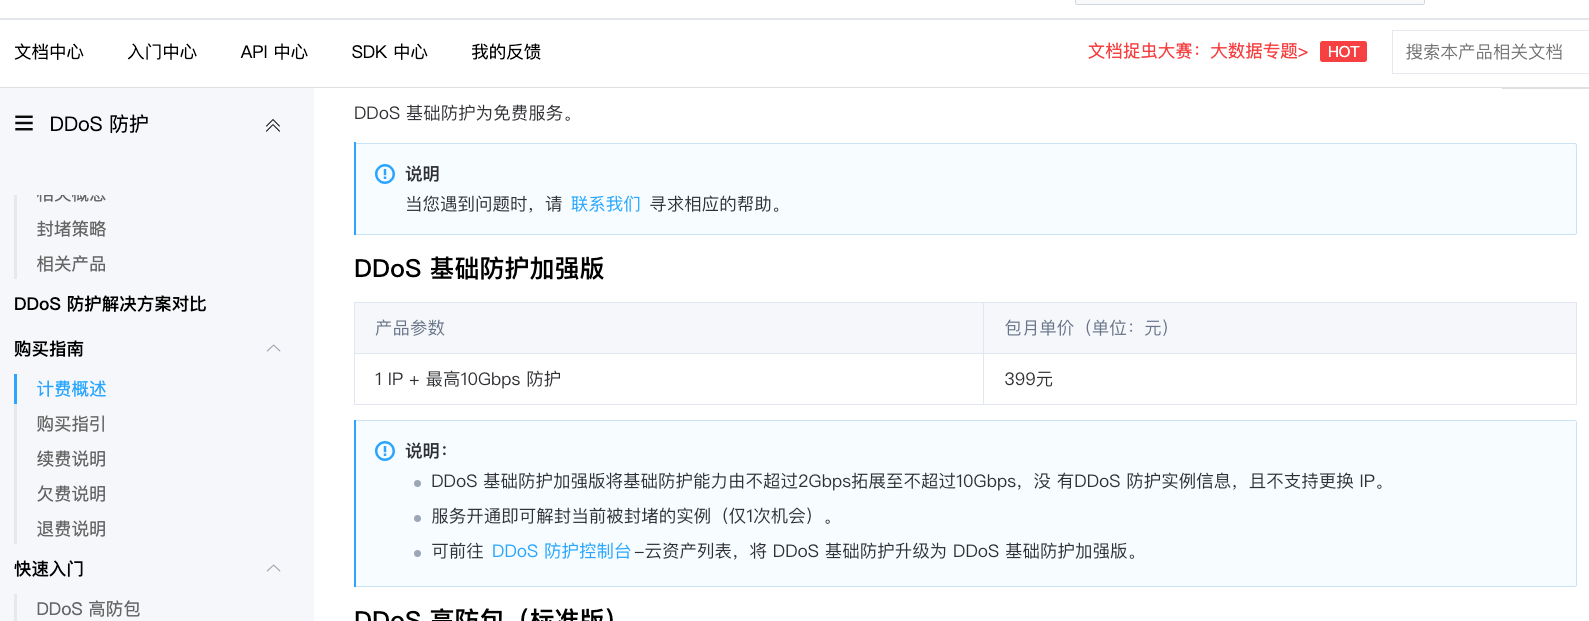 文档中心 入门中心 API 中心 SDK 中心 我的反馈 文档捉虫大赛：大数据专题> HOT 搜索本产品相关文档
DDoS 防护
相关概念
封堵策略
相关产品
DDoS 防护解决方案对比
购买指南
计费概述
购买指引
续费说明
欠费说明
退费说明
快速入门
DDoS 高防包
DDoS 基础防护为免费服务。
说明
当您遇到问题时，请 联系我们 寻求相应的帮助。
DDoS 基础防护加强版
产品参数 包月单价（单位：元）
1 IP + 最高10Gbps 防护 399元
说明：
DDoS 基础防护加强版将基础防护能力由不超过2Gbps拓展至不超过10Gbps，没 有DDoS 防护实例信息，且不支持更换 IP。
服务开通即可解封当前被封堵的实例（仅1次机会）。
可前往 DDoS 防护控制台-云资产列表，将 DDoS 基础防护升级为 DDoS 基础防护加强版。
DDoS 高防包（标准版）